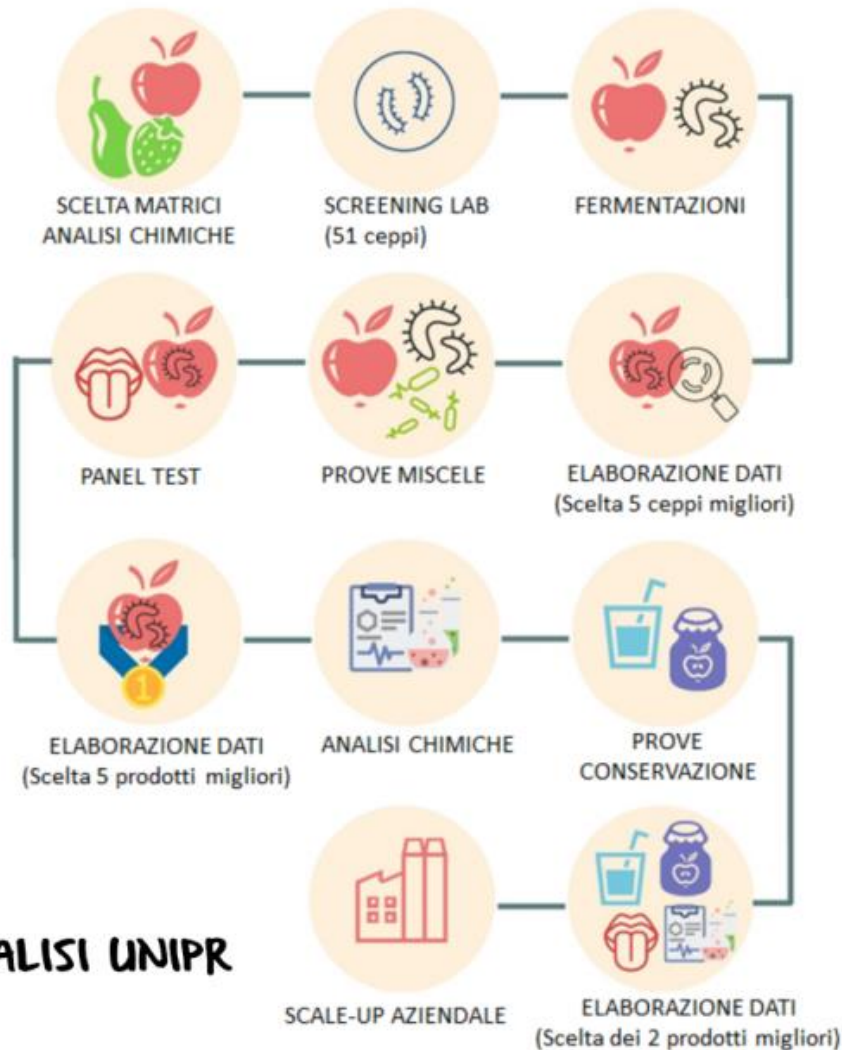 SCELTA MATRICI
ANALISI CHIMICHE
SCREENING LAB
(51 ceppi)
FERMENTAZIONI
PANEL TEST
PROVE MISCELE
ELABORAZIONE DATI
(Scelta 5 ceppi migliori)
ELABORAZIONE DATI
(Scelta 5 prodotti migliori)
1
ANALISI CHIMICHE
PROVE
CONSERVAZIONE
ALISI UNIPR
SCALE-UP AZIENDALE
ELABORAZIONE DATI
(Scelta dei 2 prodotti migliori)